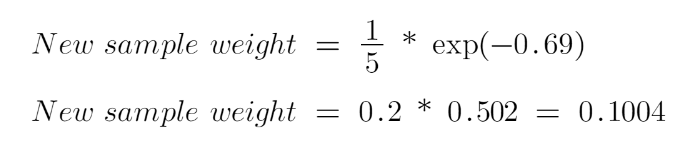 New sample weight = 1/5 * exp(−0.69)
New sample weight = 0.2 * 0.502 = 0.1004